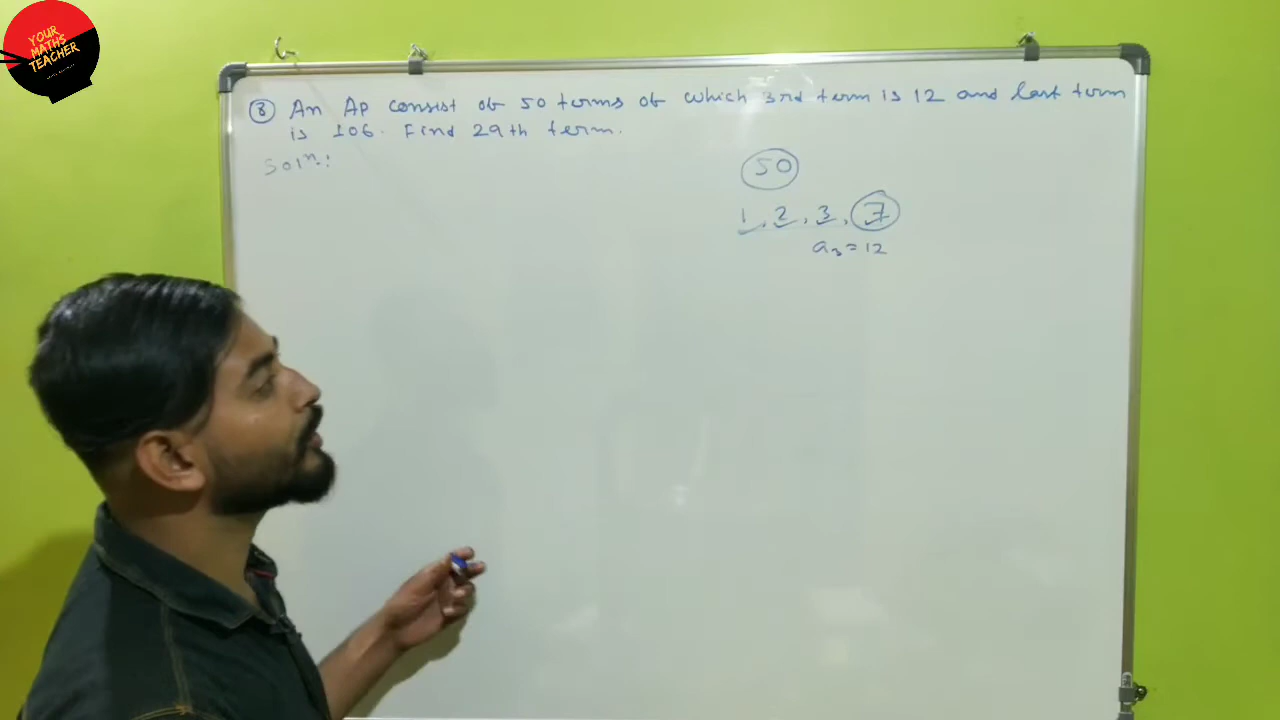 YOUR
MATHS
TEACHER
8 An AP consist of 50 terms of which 3rd term is 12 and last term
is 106. Find 29th term.
Soln:
50
1, 2, 3, 7
a3 = 12